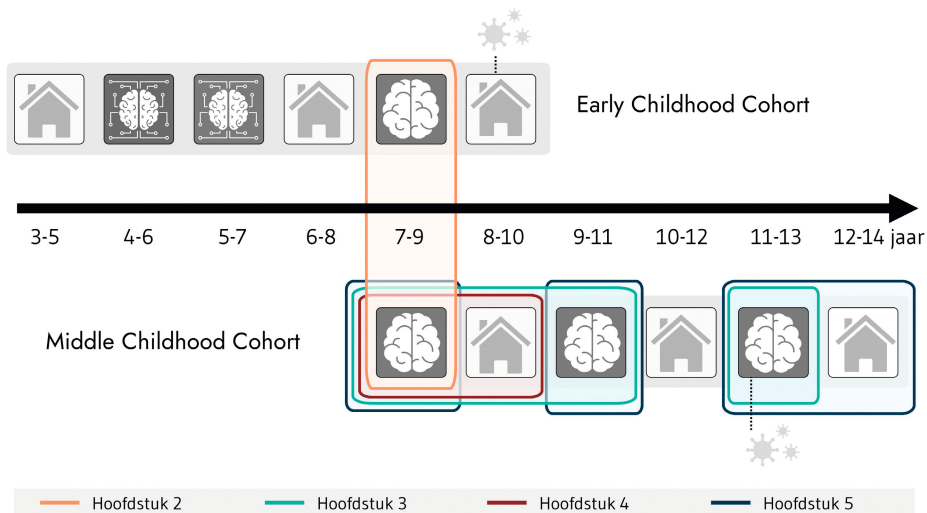 Early Childhood Cohort
3-5 4-6 5-7 6-8 7-9 8-10 9-11 10-12 11-13 12-14 jaar
Middle Childhood Cohort
Hoofdstuk 2 Hoofdstuk 3 Hoofdstuk 4 Hoofdstuk 5